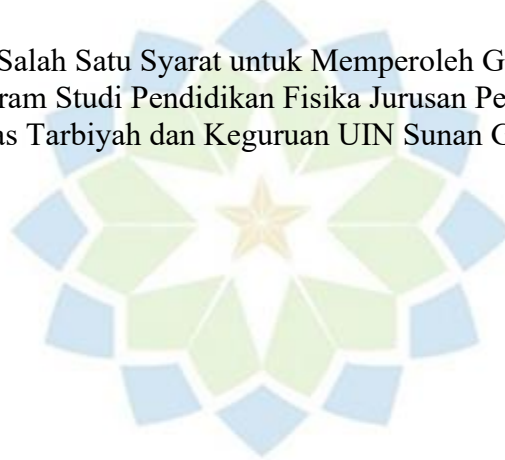 Salah Satu Syarat untuk Memperoleh G
ram Studi Pendidikan Fisika Jurusan Pe
as Tarbiyah dan Keguruan UIN Sunan G